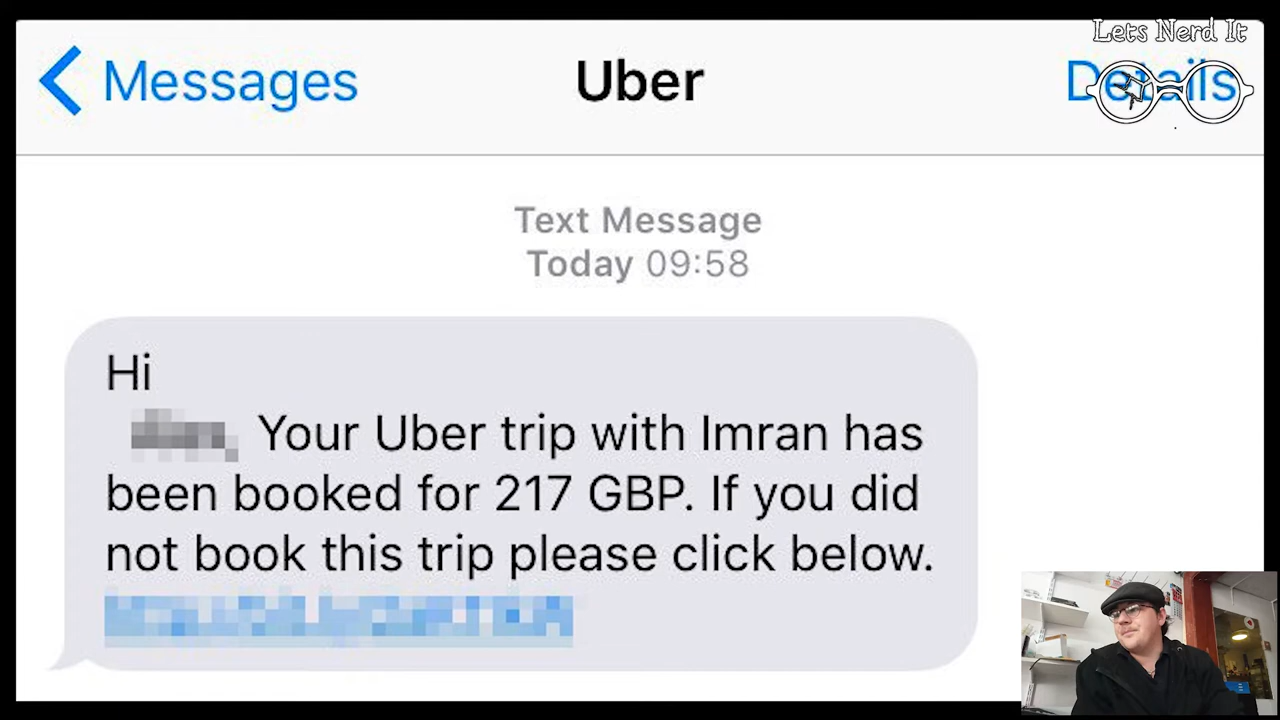 Lets Nerd It
Messages
Uber
Details
Text Message
Today 09:58
Hi
Your Uber trip with Imran has
been booked for 217 GBP. If you did
not book this trip please click below.